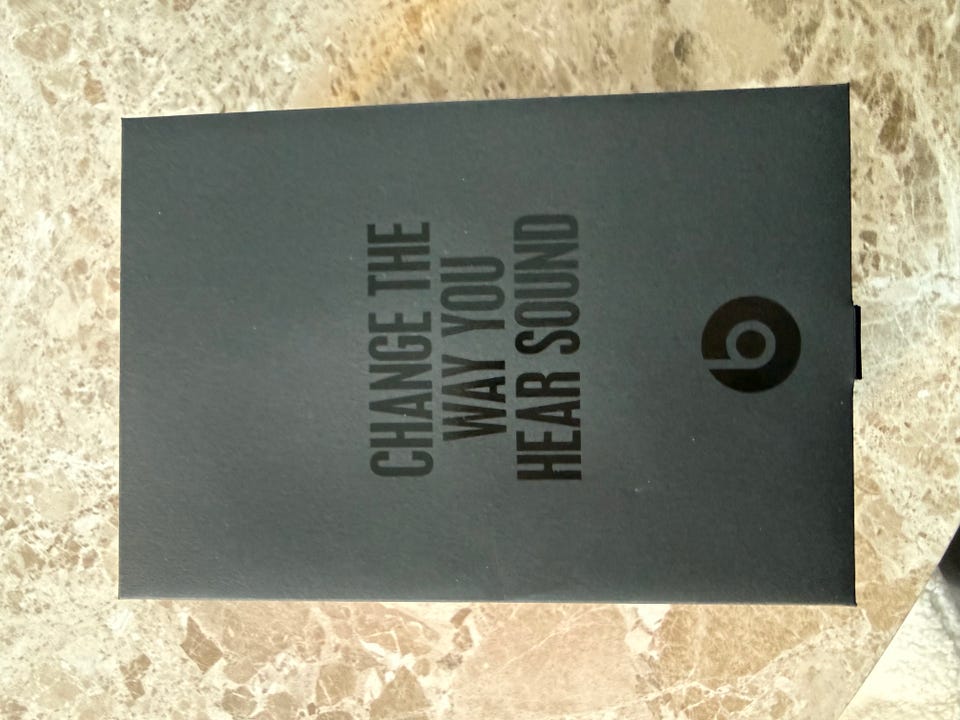 CHANGE THE
WAY YOU
HEAR SOUND
b